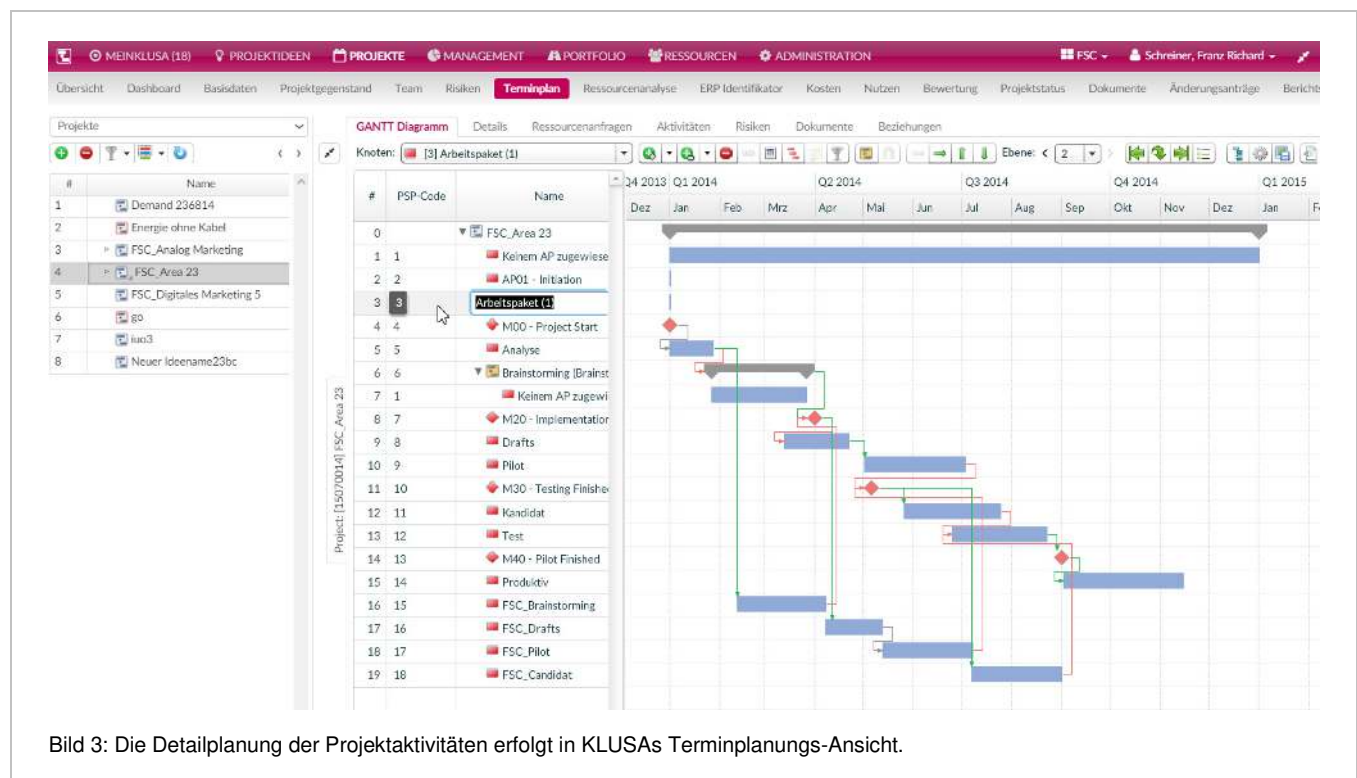 MEINKLUSA (18) PROJEKTIDEEN PROJEKTE MANAGEMENT PORTFOLIO RESSOURCEN ADMINISTRATION FSC Schreiner, Franz Richard
Übersicht Dashboard Basisdaten Projektgegenstand Team Risiken Terminplan Ressourcenanalyse ERP Identifikator Kosten Nutzen Bewertung Projektstatus Dokumente Änderungsanträge Berichts
Projekte GANTT Diagramm Details Ressourcenanfragen Aktivitäten Risiken Dokumente Beziehungen
Knoten: [3] Arbeitspaket (1) Ebene: < 2 >
# Name
1 Demand 236814
2 Energie ohne Kabel
3 FSC_Analog Marketing
4 FSC_Area 23
5 FSC_Digitales Marketing 5
6 go
7 iuo3
8 Neuer Ideename23bc
Project: [15070014] FSC_Area 23
# PSP-Code Name
Q4 2013 Q1 2014 Q2 2014 Q3 2014 Q4 2014 Q1 2015
Dez Jan Feb Mrz Apr Mai Jun Jul Aug Sep Okt Nov Dez Jan
0 FSC_Area 23
1 1 Keinem AP zugewiese
2 2 AP01 - Initiation
3 3 Arbeitspaket (1)
4 4 M00 - Project Start
5 5 Analyse
6 6 Brainstorming (Brainst
7 1 Keinem AP zugewi
8 7 M20 - Implementation
9 8 Drafts
10 9 Pilot
11 10 M30 - Testing Finishe
12 11 Kandidat
13 12 Test
14 13 M40 - Pilot Finished
15 14 Produktiv
16 15 FSC_Brainstorming
17 16 FSC_Drafts
18 17 FSC_Pilot
19 18 FSC_Candidat
Bild 3: Die Detailplanung der Projektaktivitäten erfolgt in KLUSAs Terminplanungs-Ansicht.